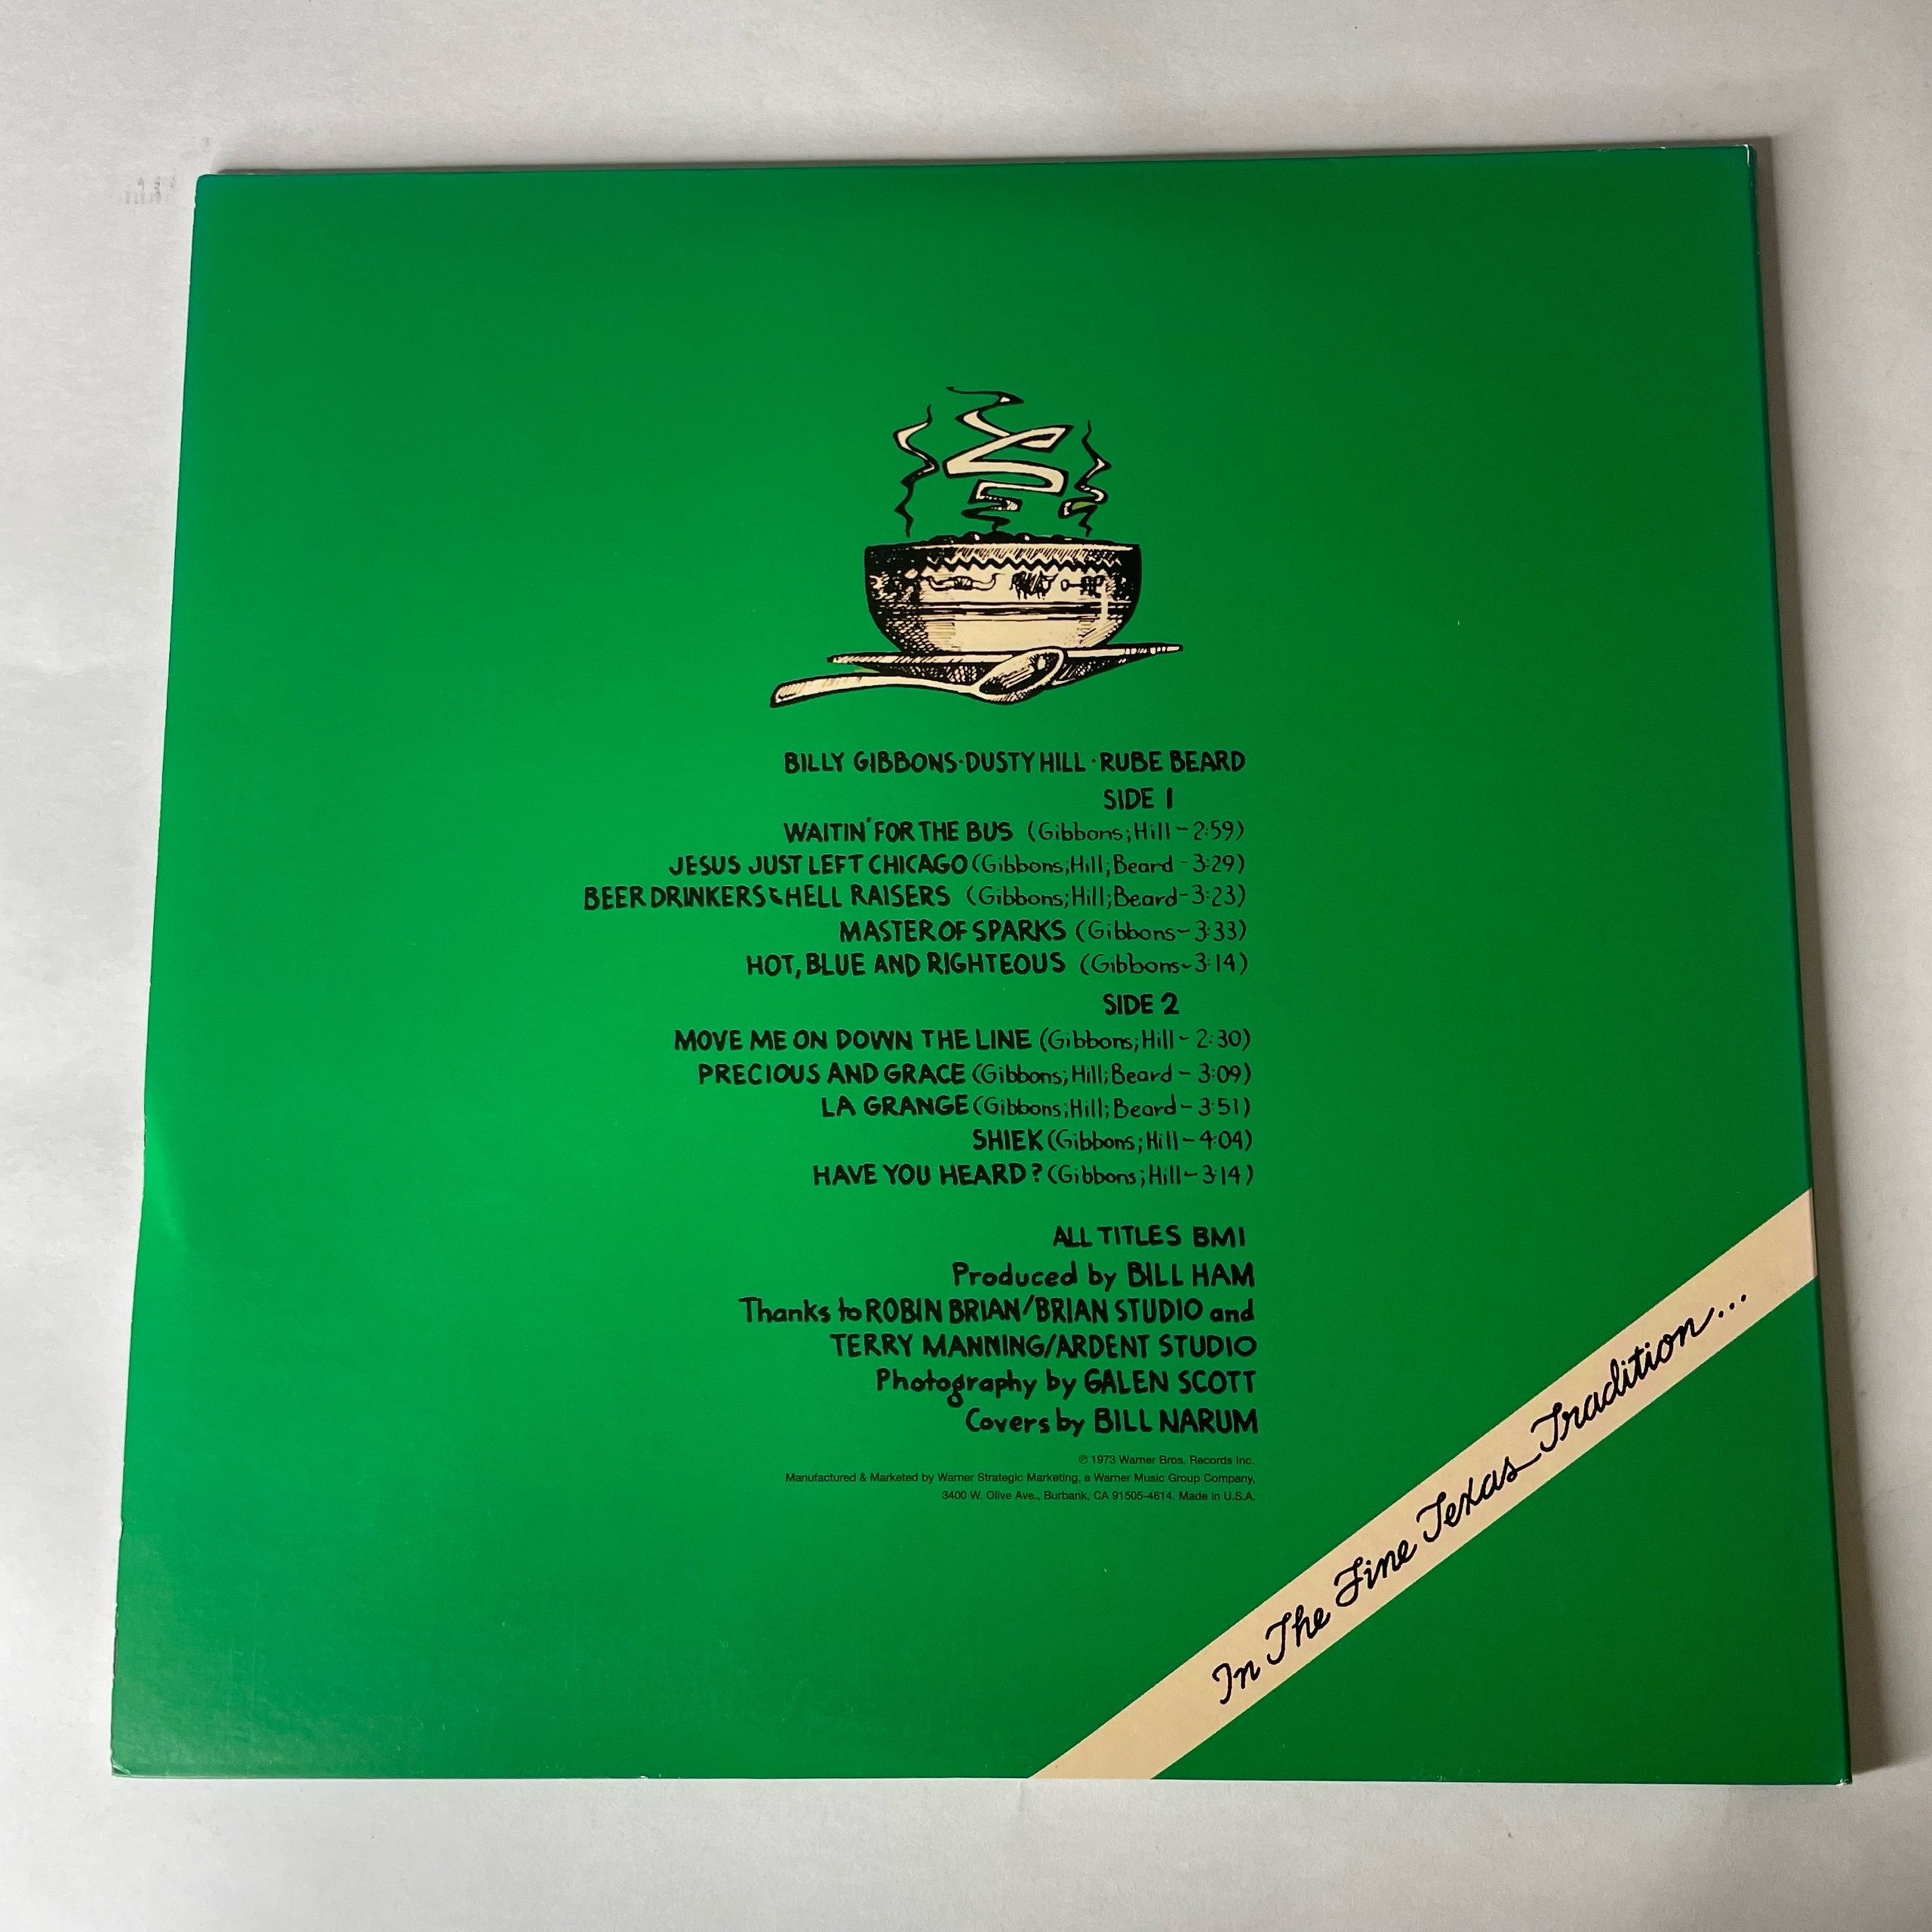 BILLY GIBBONS·DUSTY HILL·RUBE BEARD
SIDE 1
WAITIN' FOR THE BUS (Gibbons; Hill – 2:59)
JESUS JUST LEFT CHICAGO (Gibbons; Hill; Beard – 3:29)
BEER DRINKERS & HELL RAISERS (Gibbons; Hill; Beard – 3:23)
MASTER OF SPARKS (Gibbons – 3:33)
HOT, BLUE AND RIGHTEOUS (Gibbons – 3:14)
SIDE 2
MOVE ME ON DOWN THE LINE (Gibbons; Hill – 2:30)
PRECIOUS AND GRACE (Gibbons; Hill; Beard – 3:09)
LA GRANGE (Gibbons; Hill; Beard – 3:51)
SHIEK (Gibbons; Hill – 4:04)
HAVE YOU HEARD? (Gibbons; Hill – 3:14)
ALL TITLES BMI
Produced by BILL HAM
Thanks to ROBIN BRIAN/BRIAN STUDIO and
TERRY MANNING/ARDENT STUDIO
Photography by GALEN SCOTT
Covers by BILL NARUM
℗ 1973 Warner Bros. Records Inc.
Manufactured & Marketed by Warner Strategic Marketing, a Warner Music Group Company,
3400 W. Olive Ave., Burbank, CA 91505-4614. Made in U.S.A.
In The Fine Texas Tradition...